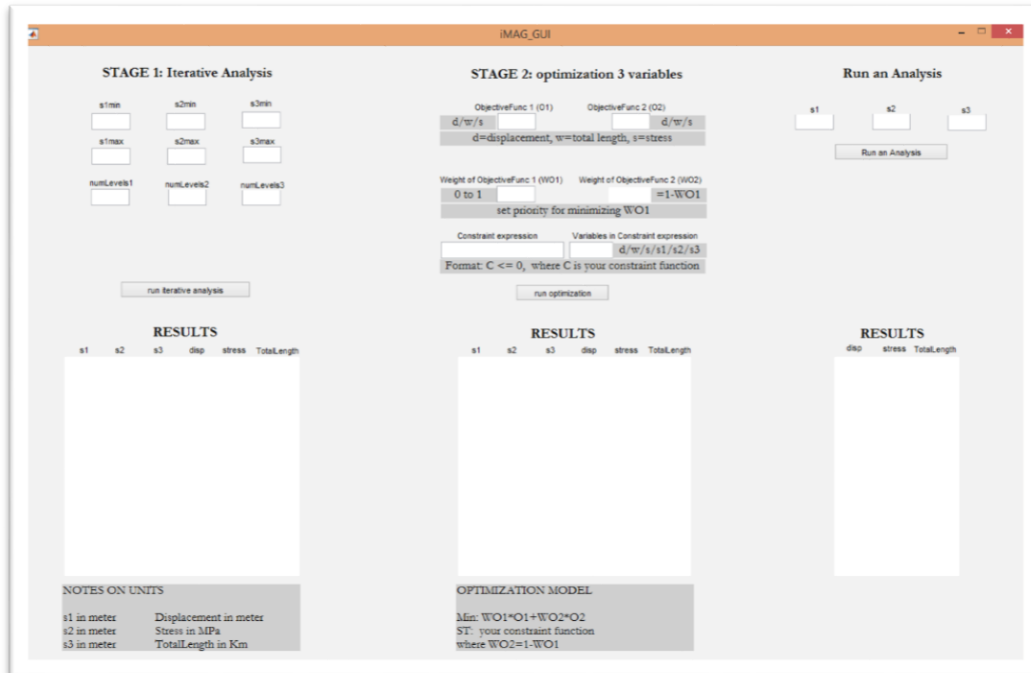 iMAG_GUI
STAGE 1: Iterative Analysis
s1min s2min s3min
s1max s2max s3max
numLevels1 numLevels2 numLevels3
run iterative analysis
RESULTS
s1 s2 s3 disp stress TotalLength
NOTES ON UNITS
s1 in meter Displacement in meter
s2 in meter Stress in MPa
s3 in meter TotalLength in Km
STAGE 2: optimization 3 variables
ObjectiveFunc 1 (O1) ObjectiveFunc 2 (O2)
d/w/s d/w/s
d=displacement, w=total length, s=stress
Weight of ObjectiveFunc 1 (WO1) Weight of ObjectiveFunc 2 (WO2)
0 to 1 =1-WO1
set priority for minimizing WO1
Constraint expression Variables in Constraint expression
d/w/s/s1/s2/s3
Format: C <= 0, where C is your constraint function
run optimization
RESULTS
s1 s2 s3 disp stress TotalLength
OPTIMIZATION MODEL
Min: WO1*O1+WO2*O2
ST: your constraint function
where WO2=1-WO1
Run an Analysis
s1 s2 s3
Run an Analysis
RESULTS
disp stress TotalLength